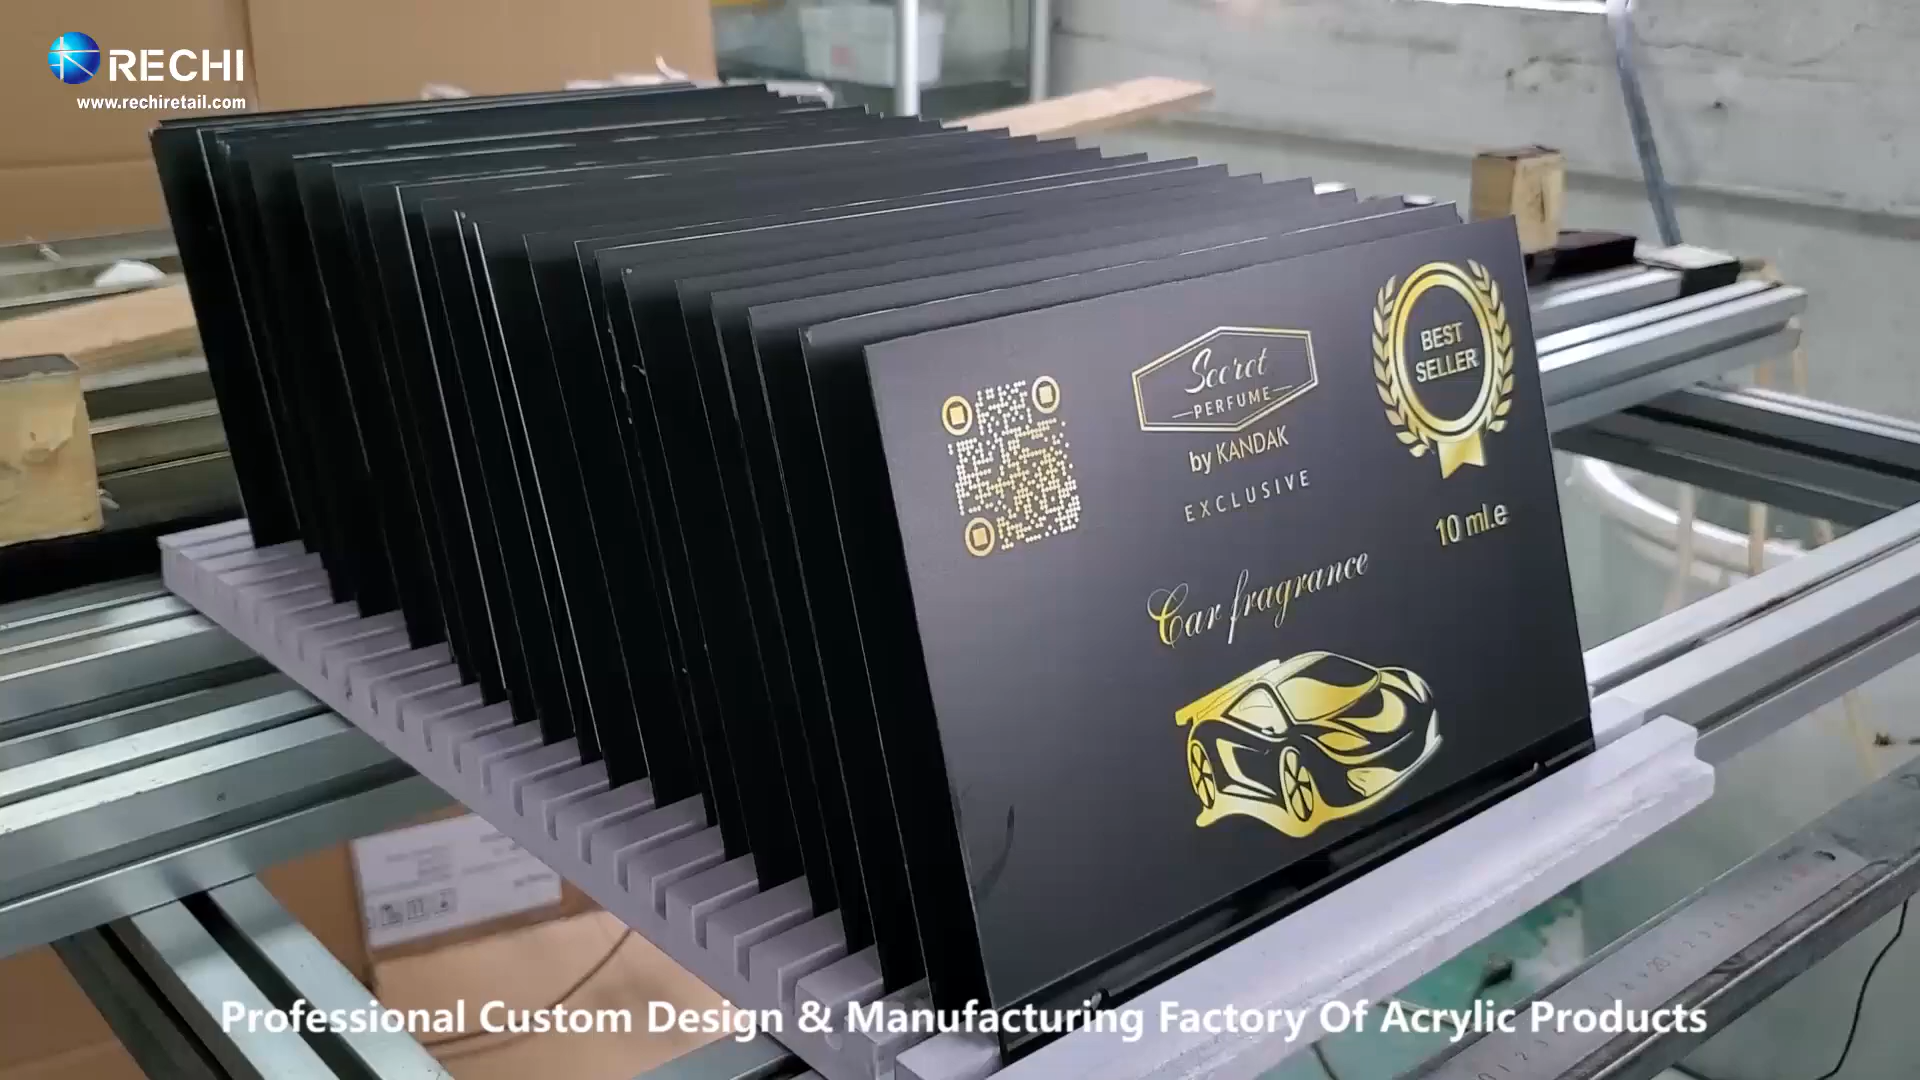 RECHI
www.rechiretail.com
Secret
PERFUME
by KANDAK
EXCLUSIVE
BEST
SELLER
10 ml.e
Car fragrance
Professional Custom Design & Manufacturing Factory Of Acrylic Products